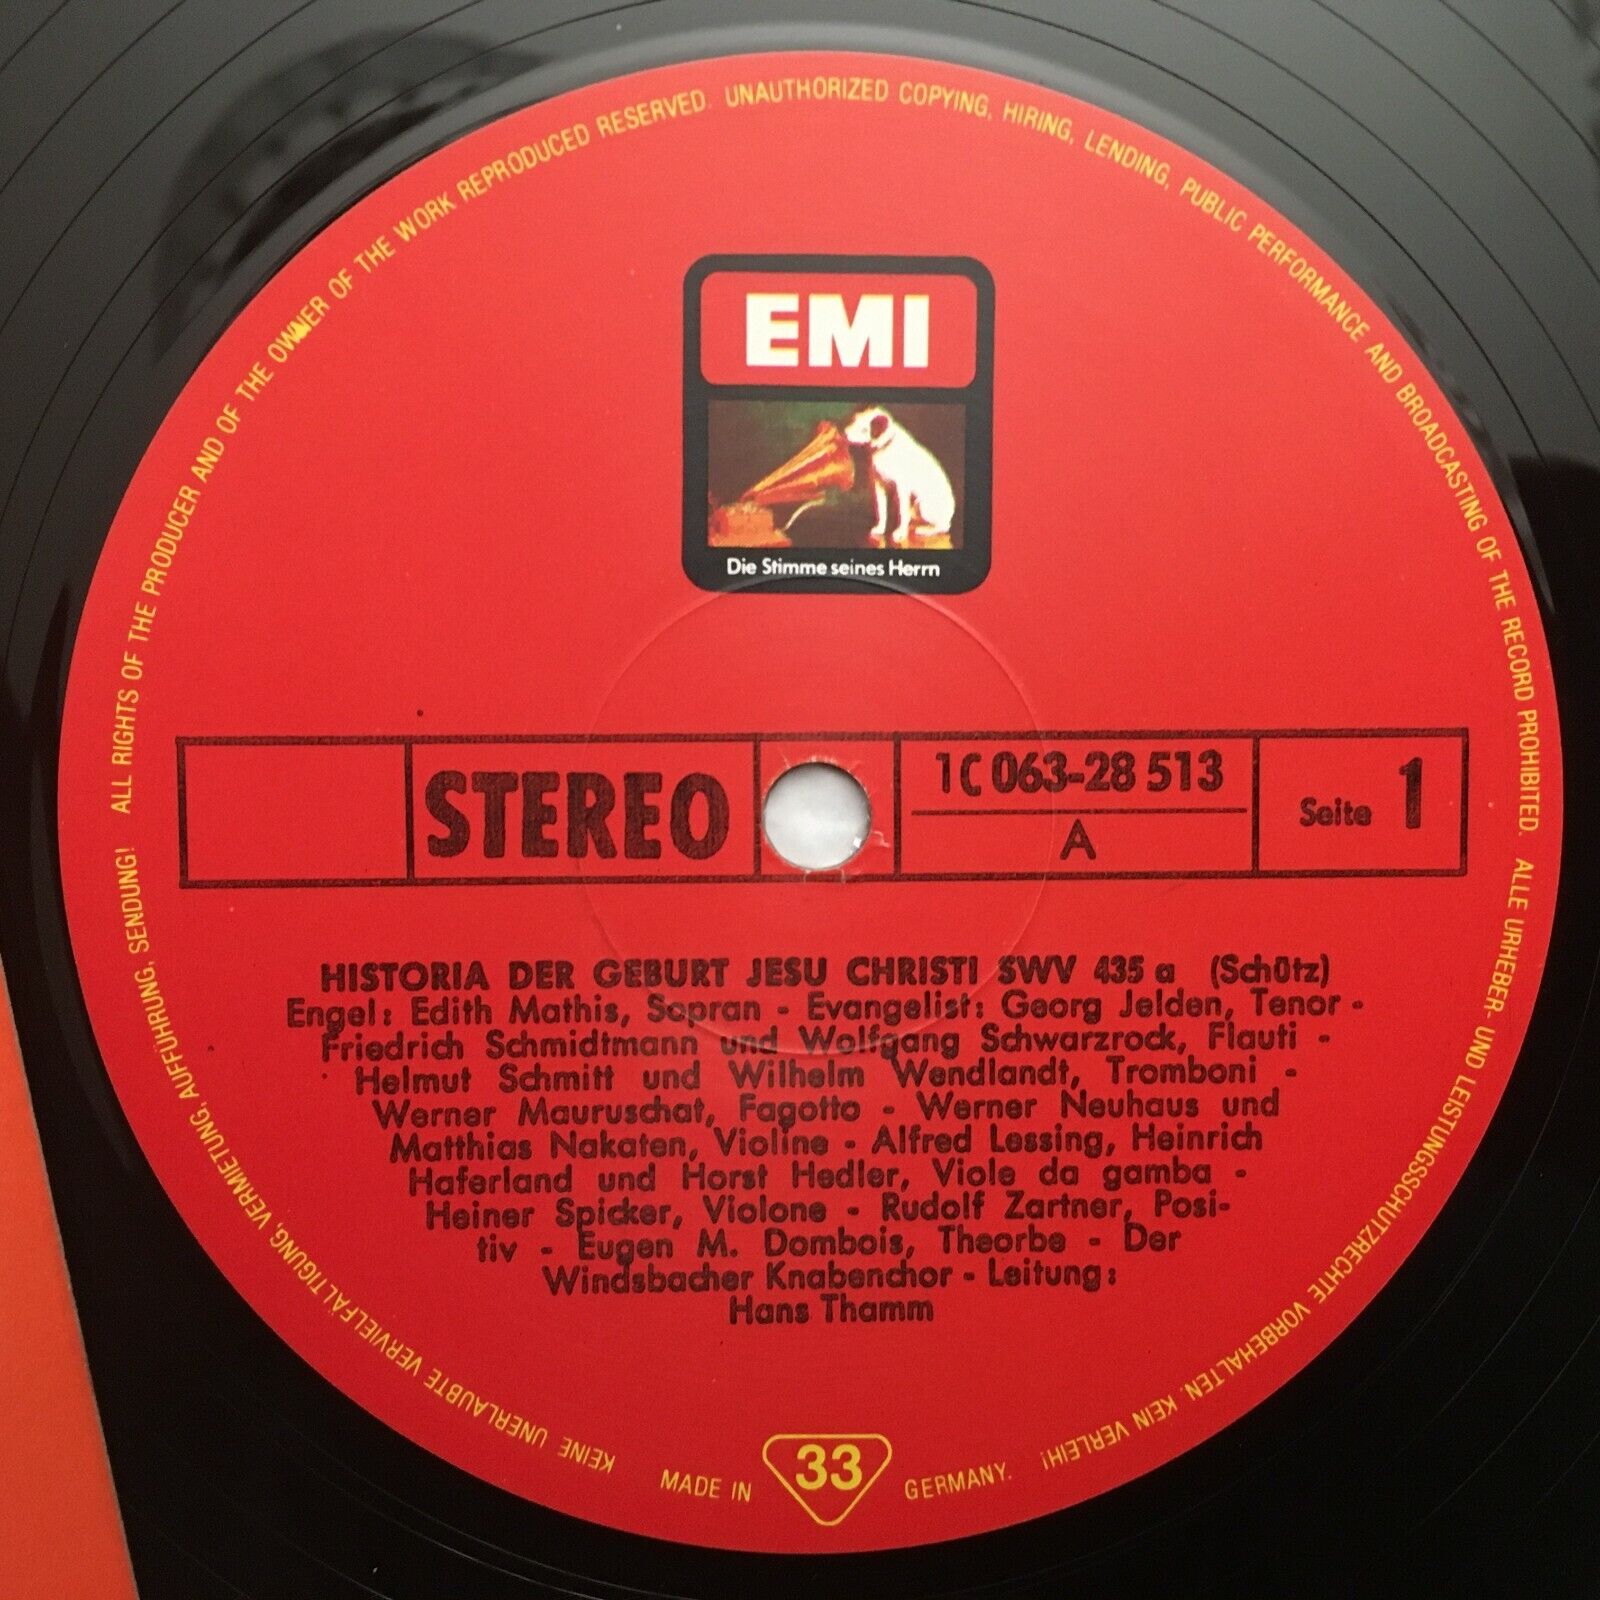 ALL RIGHTS OF THE PRODUCER AND OF THE OWNER OF THE WORK REPRODUCED RESERVED. UNAUTHORIZED COPYING, HIRING, LENDING, PUBLIC PERFORMANCE AND BROADCASTING OF THE RECORD PROHIBITED.
ALLE URHEBER- UND LEISTUNGSSCHUTZRECHTE VORBEHALTEN. KEIN VERLEIH!
KEINE UNERLAUBTE VERVIELFÄLTIGUNG, VERMIETUNG, AUFFÜHRUNG, SENDUNG!
EMI
Die Stimme seines Herrn
STEREO
1C 063-28 513
A
Seite 1
HISTORIA DER GEBURT JESU CHRISTI SWV 435 a (Schütz)
Engel: Edith Mathis, Sopran - Evangelist: Georg Jelden, Tenor -
Friedrich Schmidtmann und Wolfgang Schwarzrock, Flauti -
Helmut Schmitt und Wilhelm Wendlandt, Tromboni -
Werner Mauruschat, Fagotto - Werner Neuhaus und
Matthias Nakaten, Violine - Alfred Lessing, Heinrich
Haferland und Horst Hedler, Viole da gamba -
Heiner Spicker, Violone - Rudolf Zartner, Posi-
tiv - Eugen M. Dombois, Theorbe - Der
Windsbacher Knabenchor - Leitung:
Hans Thamm
MADE IN 33 GERMANY.